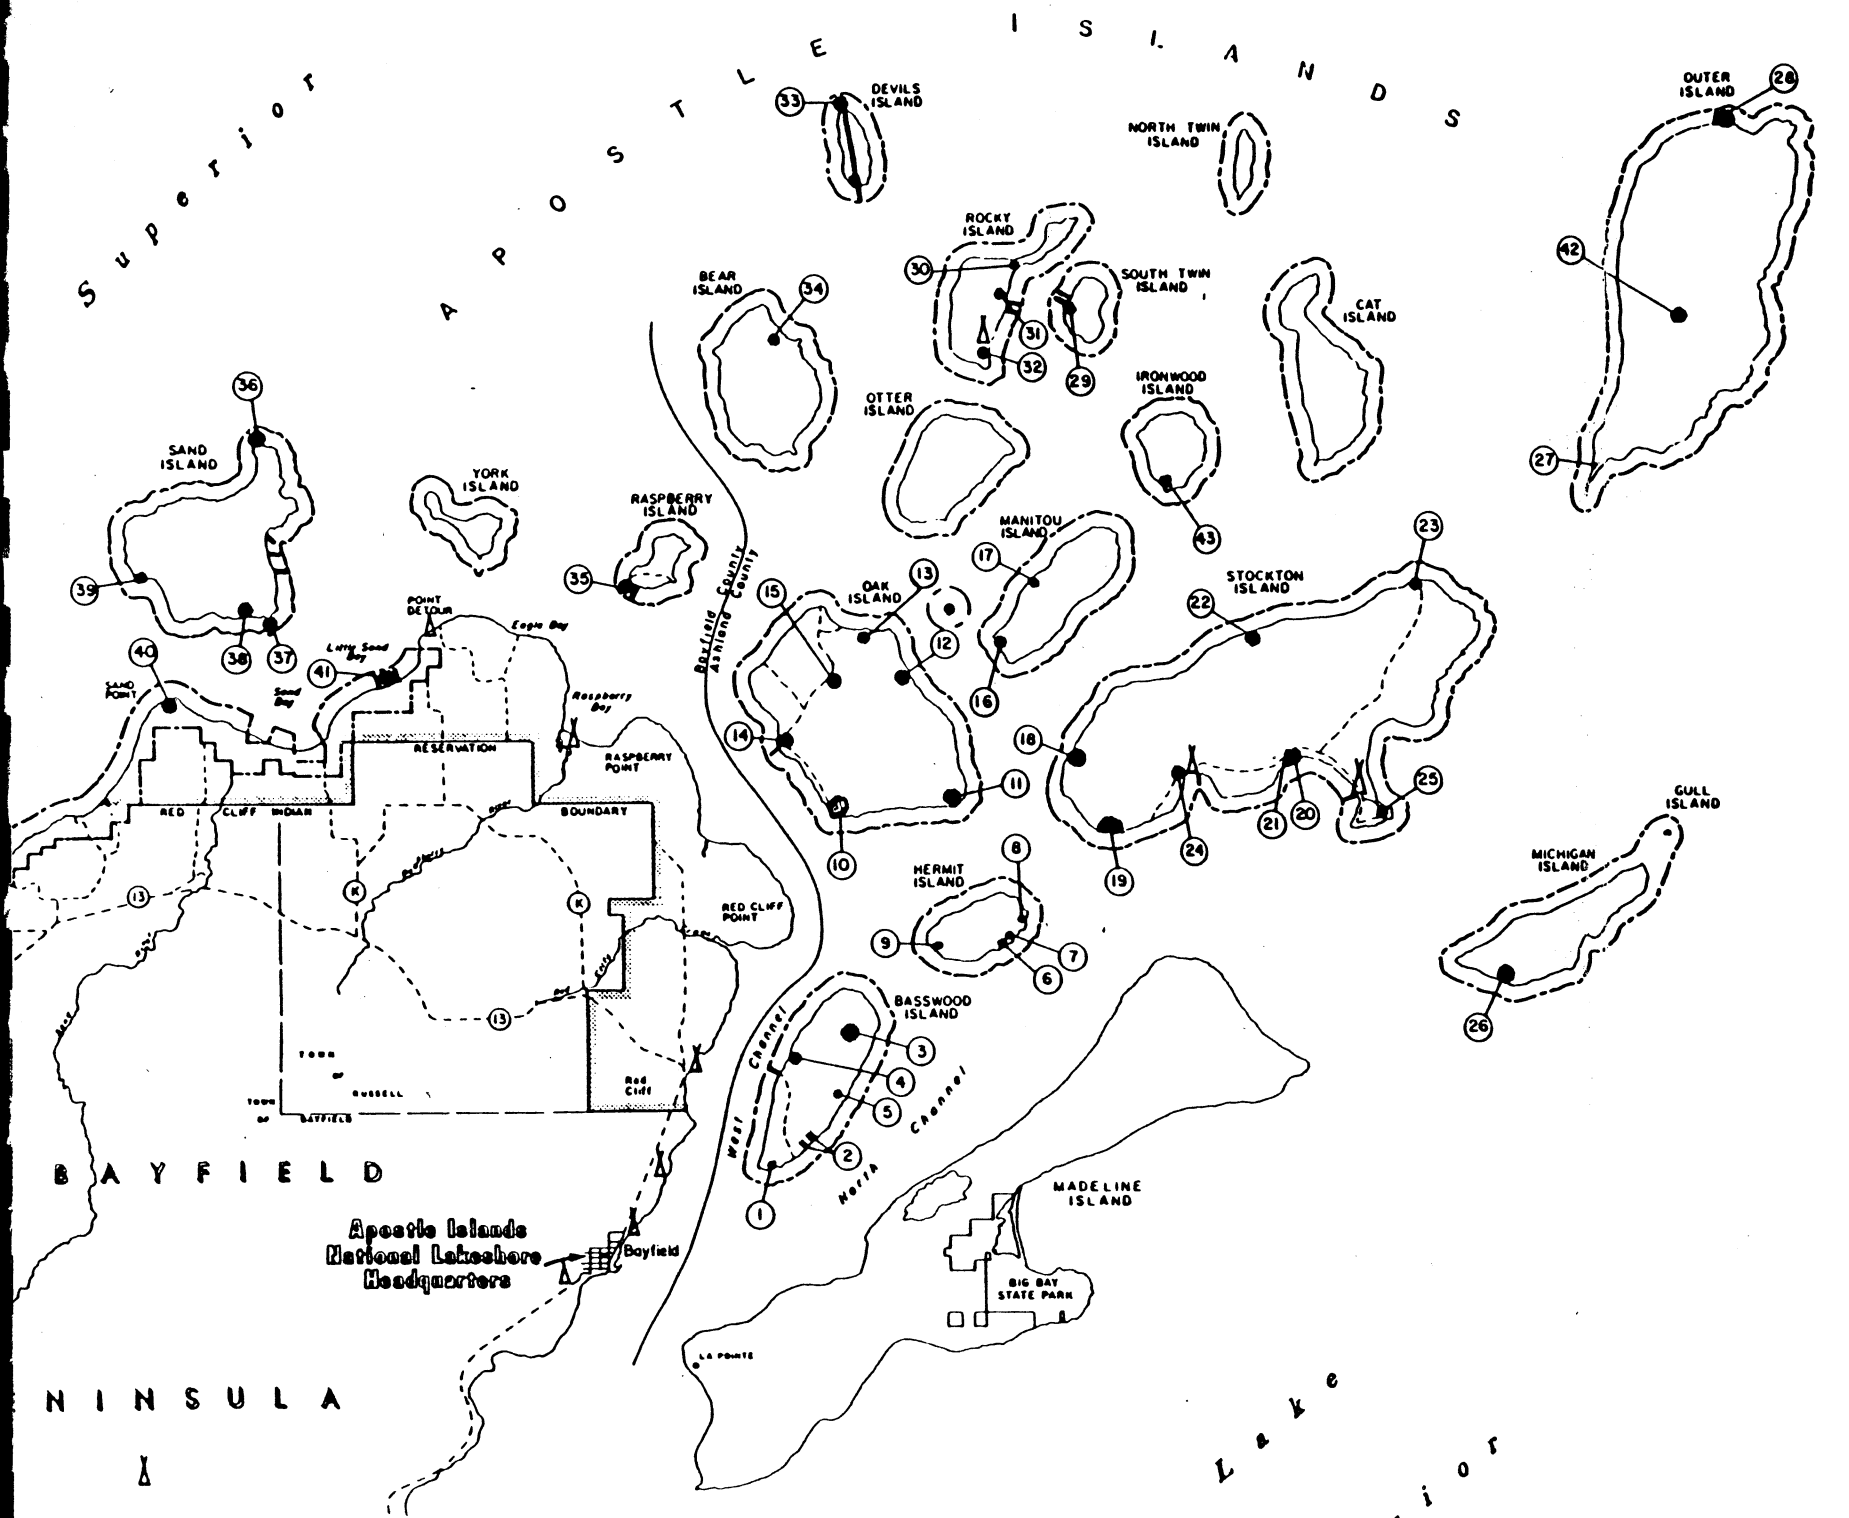 Superior
APOSTLE ISLANDS
33
DEVILS
ISLAND
OUTER
ISLAND
28
NORTH TWIN
ISLAND
ROCKY
ISLAND
30
SOUTH TWIN
ISLAND
42
BEAR
ISLAND
34
CAT
ISLAND
31
32
29
36
OTTER
ISLAND
IRONWOOD
ISLAND
SAND
ISLAND
YORK
ISLAND
27
RASPBERRY
ISLAND
MANITOU
ISLAND
43
23
17
39
35
Bayfield County
Ashland County
15
OAK
ISLAND
13
STOCKTON
ISLAND
22
POINT
DETOUR
Eagle Bay
12
40
38
37
Little Sand
Bay
41
SAND
POINT
Sand
Bay
Raspberry
Bay
16
14
18
RESERVATION
RASPBERRY
POINT
11
25
GULL
ISLAND
RED CLIFF INDIAN
BOUNDARY
21
20
10
8
24
MICHIGAN
ISLAND
HERMIT
ISLAND
19
13
K
K
RED CLIFF
POINT
9
7
6
BASSWOOD
ISLAND
26
13
West Channel
3
TOWN
OF
RUSSELL
4
Red
Cliff
TOWN
OF
BAYFIELD
5
North Channel
2
BAYFIELD
1
MADELINE
ISLAND
Apostle Islands
National Lakeshore
Headquarters
Bayfield
BIG BAY
STATE PARK
LA POINTE
NINSULA
Lake
ior